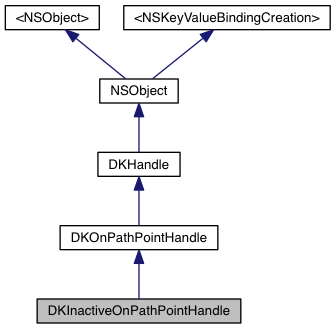 <NSObject> <NSKeyValueBindingCreation>
NSObject
DKHandle
DKOnPathPointHandle
DKInactiveOnPathPointHandle